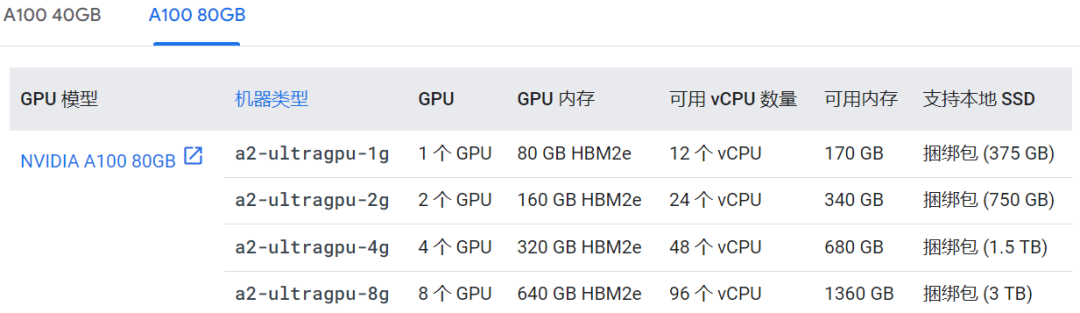 A100 40GB A100 80GB
GPU 模型 机器类型 GPU GPU 内存 可用 vCPU 数量 可用内存 支持本地 SSD
NVIDIA A100 80GB a2-ultragpu-1g 1 个 GPU 80 GB HBM2e 12 个 vCPU 170 GB 捆绑包 (375 GB)
a2-ultragpu-2g 2 个 GPU 160 GB HBM2e 24 个 vCPU 340 GB 捆绑包 (750 GB)
a2-ultragpu-4g 4 个 GPU 320 GB HBM2e 48 个 vCPU 680 GB 捆绑包 (1.5 TB)
a2-ultragpu-8g 8 个 GPU 640 GB HBM2e 96 个 vCPU 1360 GB 捆绑包 (3 TB)